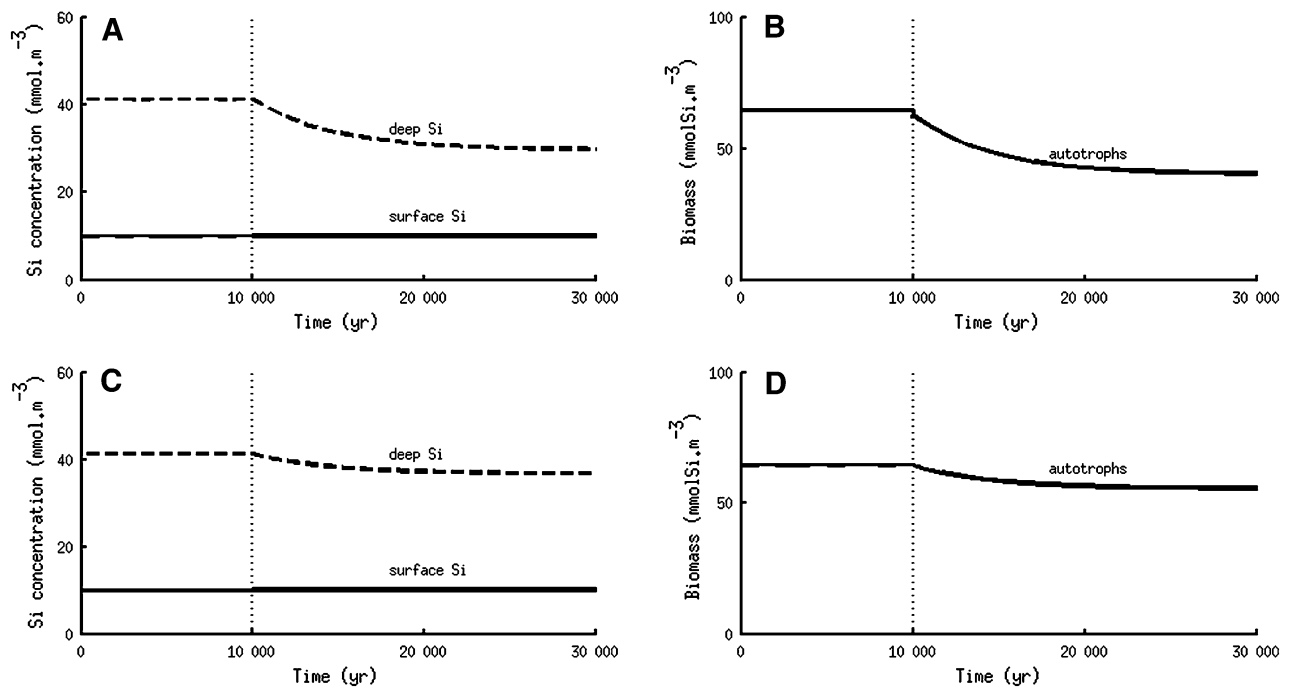 A
Si concentration (mmol.m-3)
60
40
20
0
deep Si
surface Si
0 10 000 20 000 30 000
Time (yr)
B
Biomass (mmolSi.m-3)
100
50
0
autotrophs
0 10 000 20 000 30 000
Time (yr)
C
Si concentration (mmol.m-3)
60
40
20
0
deep Si
surface Si
0 10 000 20 000 30 000
Time (yr)
D
Biomass (mmolSi.m-3)
100
50
0
autotrophs
0 10 000 20 000 30 000
Time (yr)